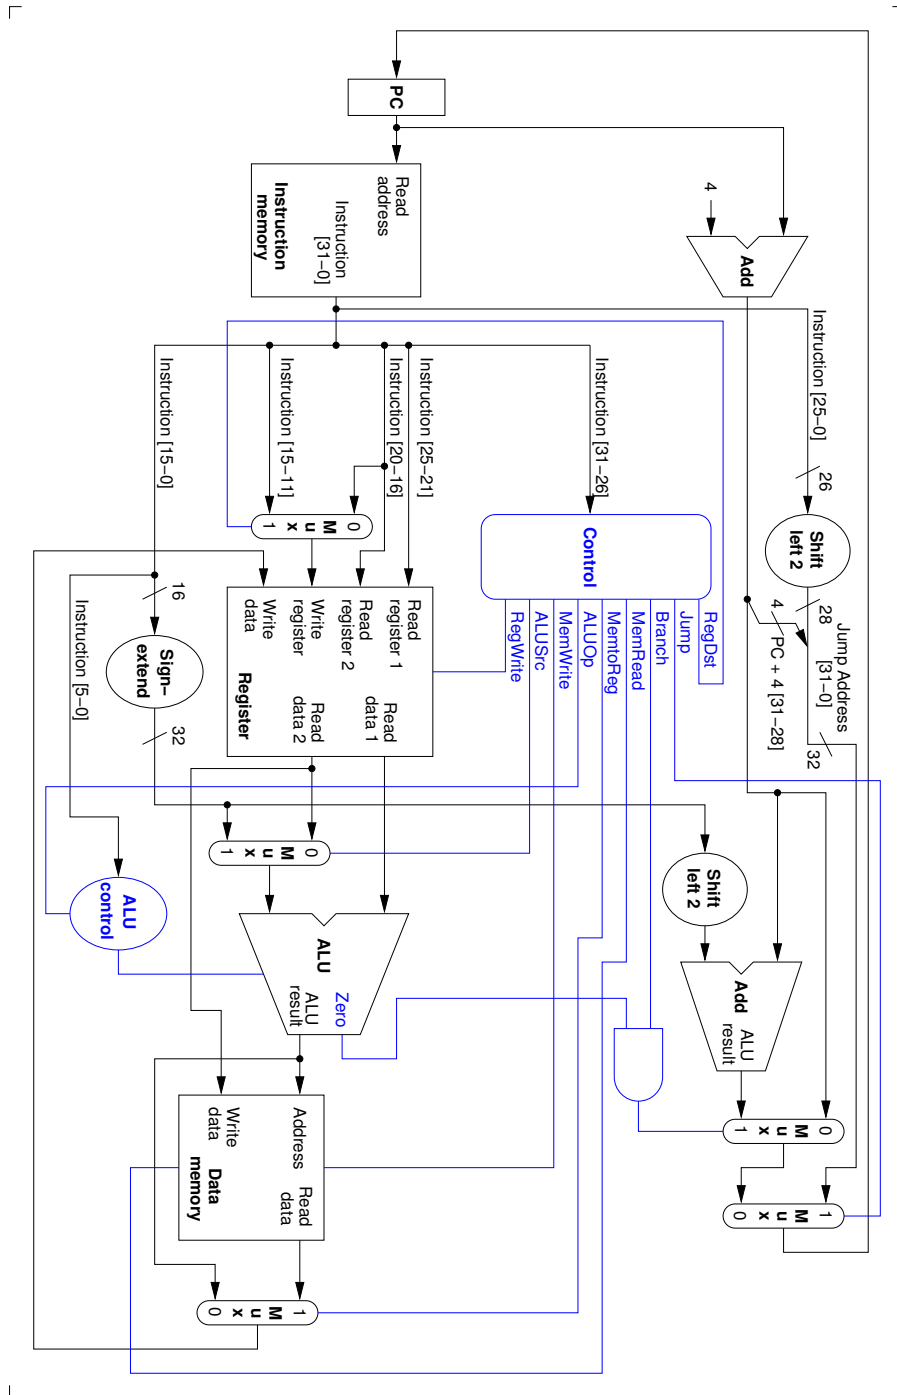 PC
Read
address
Instruction
[31–0]
Instruction
memory
4
Add
Instruction [25–0]
26
Shift
left 2
28
Jump Address
[31–0]
32
4
PC + 4 [31–28]
Instruction [31–26]
Instruction [25–21]
Instruction [20–16]
Instruction [15–11]
Instruction [15–0]
Control
RegDst
Jump
Branch
MemRead
MemtoReg
ALUOp
MemWrite
ALUSrc
RegWrite
0
M
u
x
1
Read
register 1
Read
register 2
Write
register
Write
data
Read
data 1
Read
data 2
Register
16
Sign–
extend
32
Instruction [5–0]
0
M
u
x
1
ALU
control
Shift
left 2
Add
ALU
result
ALU
Zero
ALU
result
0
M
u
x
1
1
M
u
x
0
Address
Write
data
Read
data
Data
memory
1
M
u
x
0